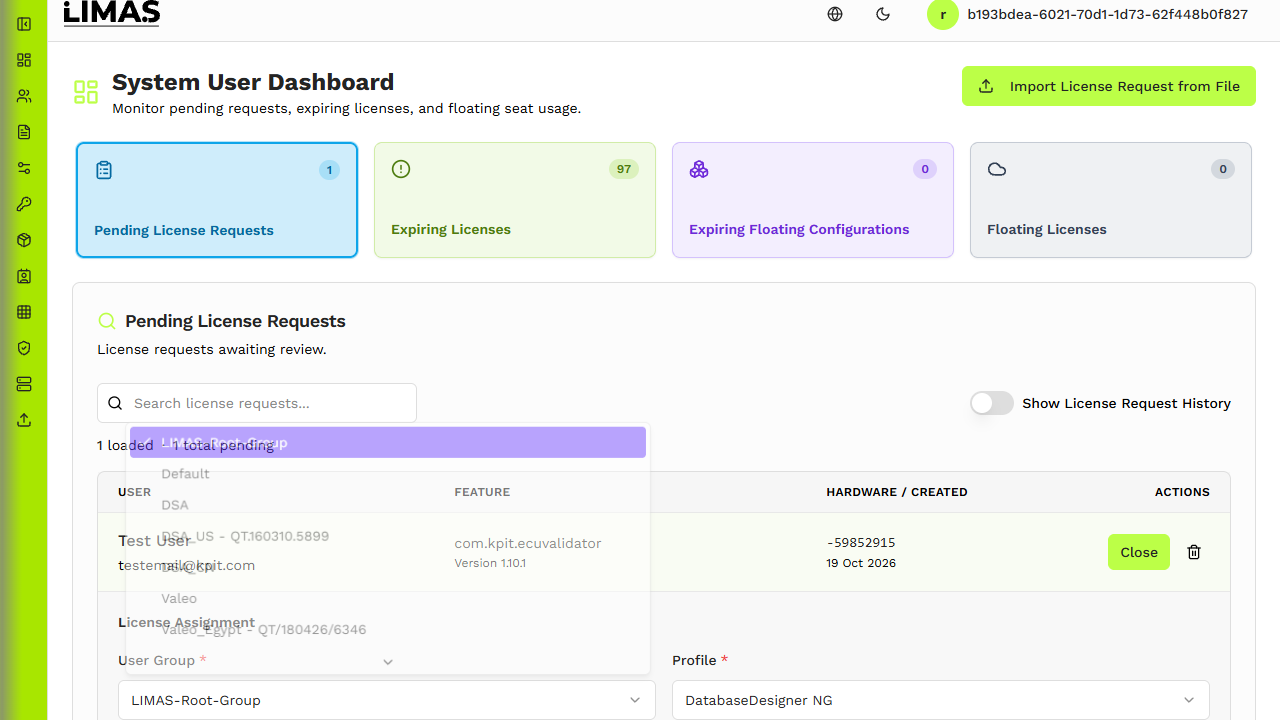 LIMAS
r
b193bdea-6021-70d1-1d73-62f448b0f827
System User Dashboard
Monitor pending requests, expiring licenses, and floating seat usage.
Import License Request from File
1
Pending License Requests
97
Expiring Licenses
0
Expiring Floating Configurations
0
Floating Licenses
Pending License Requests
License requests awaiting review.
Search license requests...
Show License Request History
1 loaded – 1 total pending.
LIMAS-Root-Group
Default
DSA
DSA_US - QT.160310.5899
Valeo
Valeo_Egypt - QT/180426/6346
USER
FEATURE
HARDWARE / CREATED
ACTIONS
Test User
testemail@kpit.com
com.kpit.ecuvalidator
Version 1.10.1
-59852915
19 Oct 2026
Close
License Assignment
User Group *
LIMAS-Root-Group
Profile *
DatabaseDesigner NG